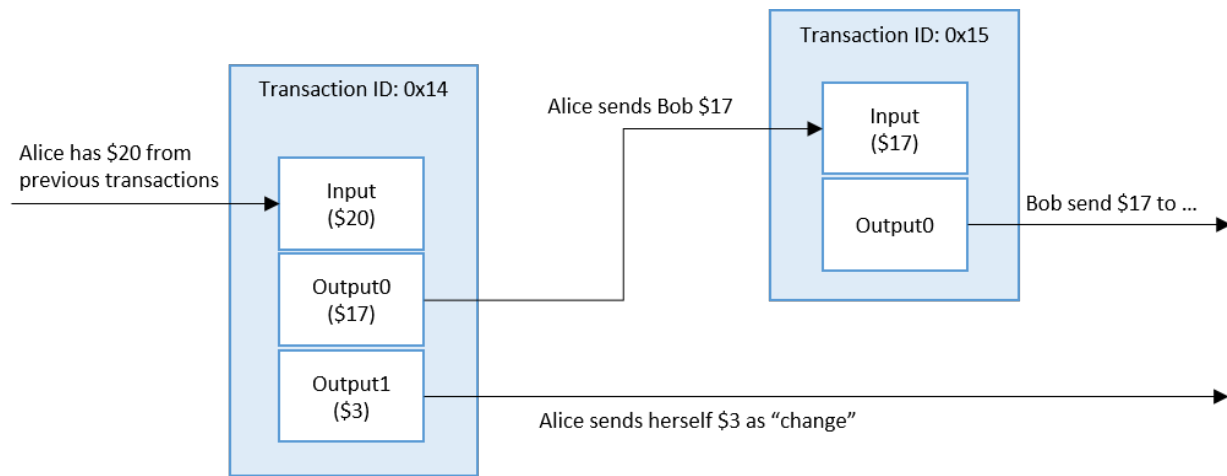 Transaction ID: 0x14
Alice has $20 from
previous transactions
Input
($20)
Output0
($17)
Output1
($3)
Alice sends Bob $17
Alice sends herself $3 as “change”
Transaction ID: 0x15
Input
($17)
Output0
Bob send $17 to ...